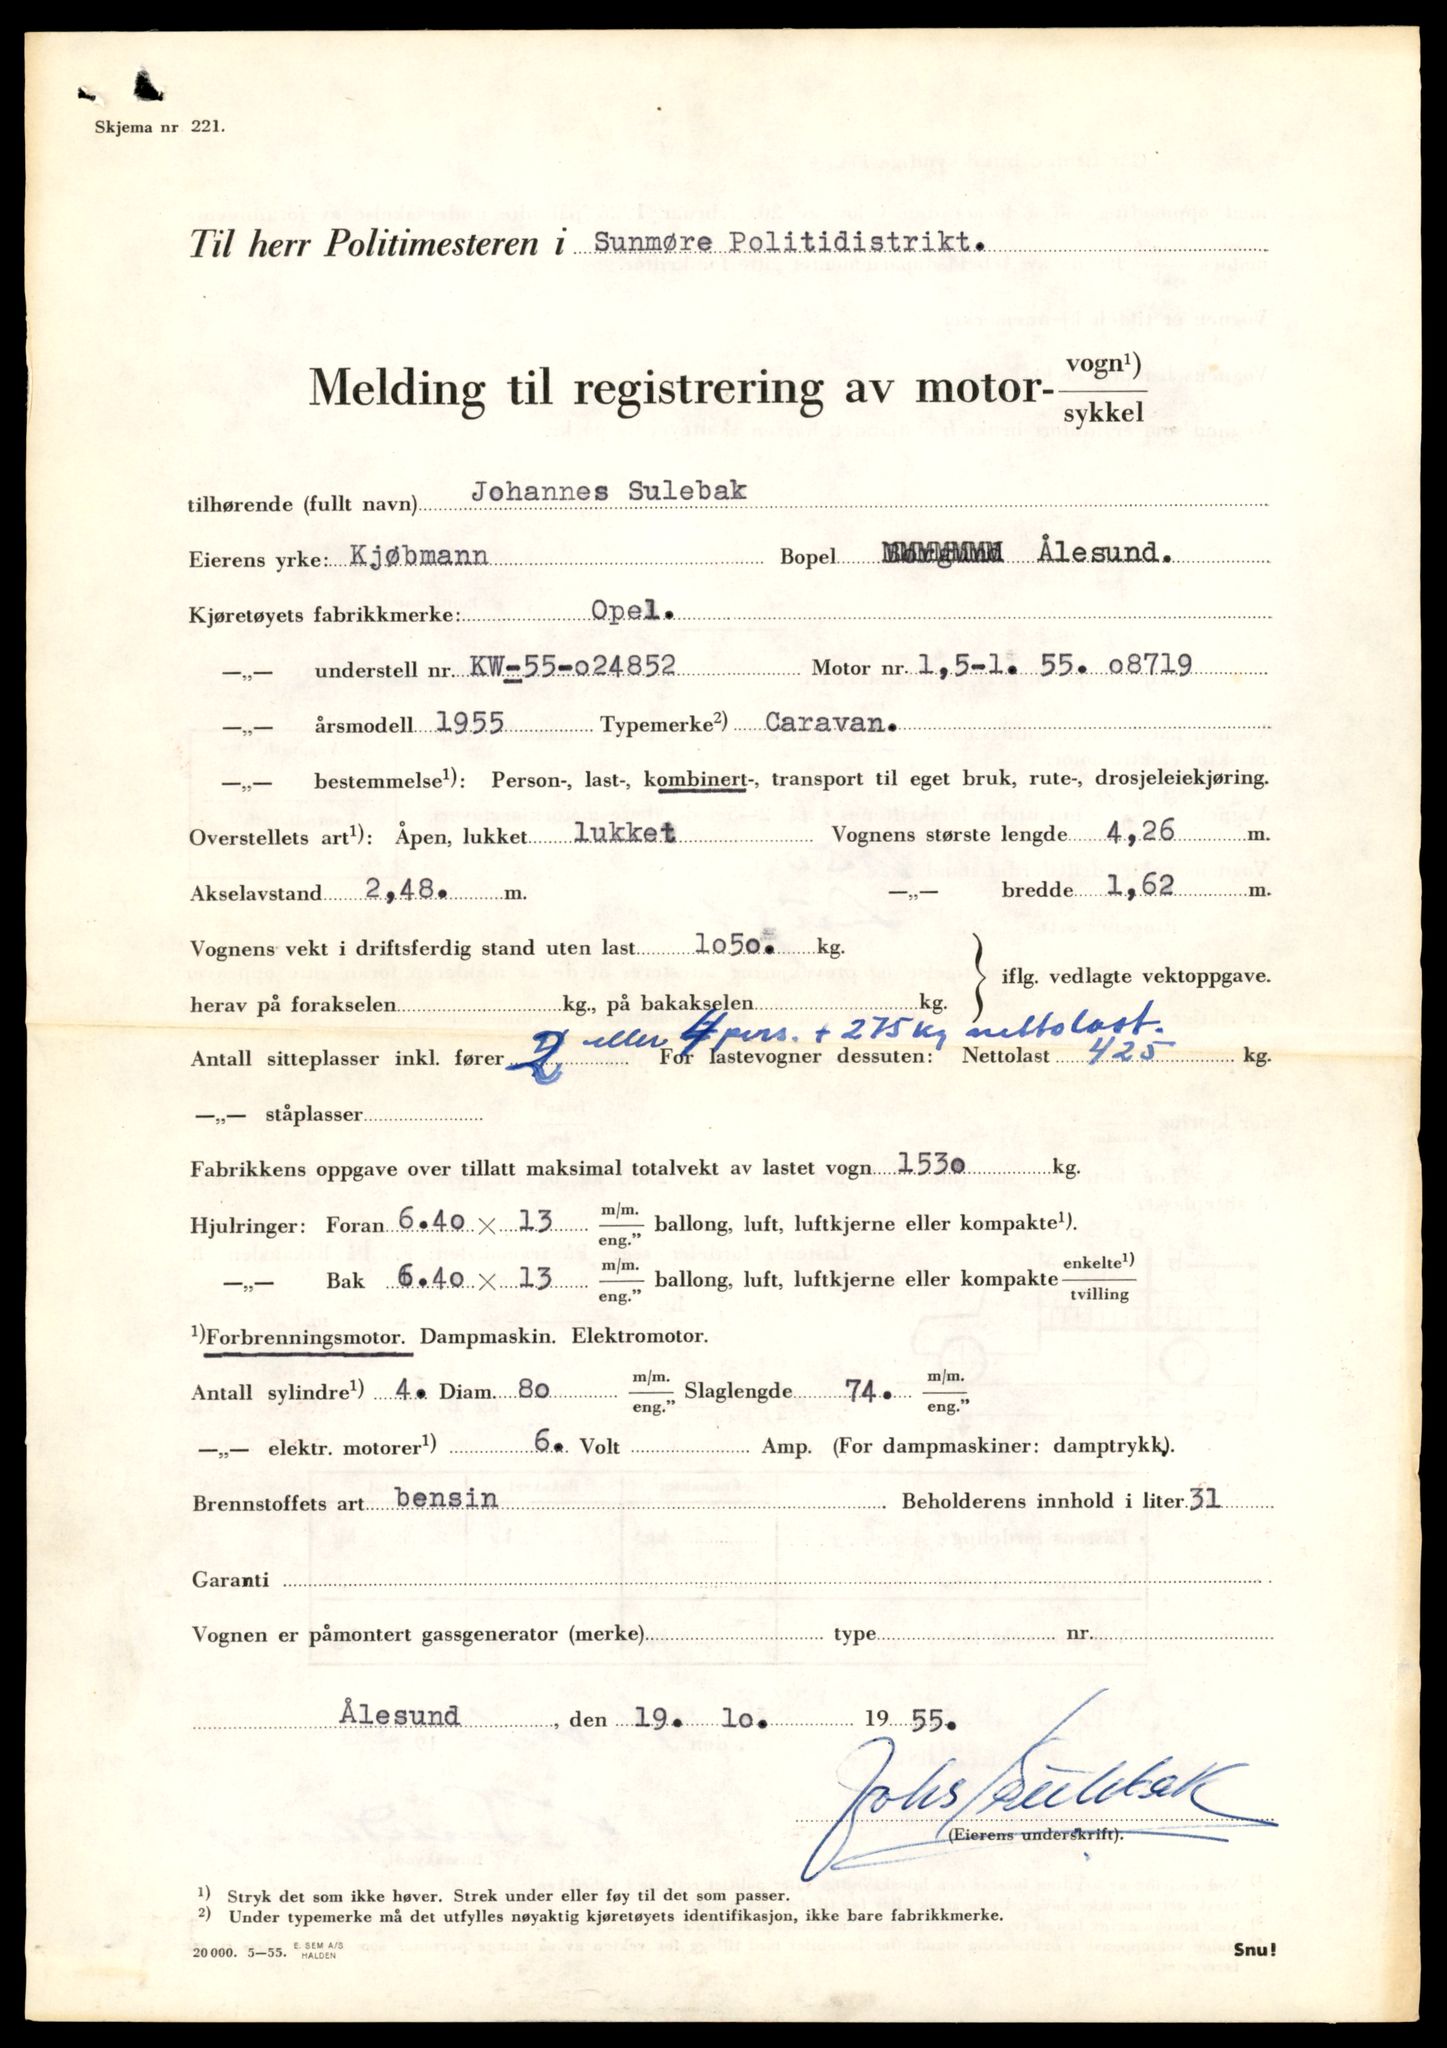 Skjema nr 221.
Til herr Politimesteren i Sunmøre Politidistrikt.
Melding til registrering av motor- vogn¹) / sykkel
tilhørende (fullt navn) Johannes Sulebak
Eierens yrke: Kjøbmann Bopel Ålesund.
Kjøretøyets fabrikkmerke: Opel.
—„— understell nr. KW-55-o24852 Motor nr. 1,5-1. 55. o8719
—„— årsmodell 1955 Typemerke²) Caravan.
—„— bestemmelse¹): Person-, last-, kombinert-, transport til eget bruk, rute-, drosjeleiekjøring.
Overstellets art¹): Åpen, lukket lukket Vognens største lengde 4,26 m.
Akselavstand 2,48. m. —„— bredde 1,62 m.
Vognens vekt i driftsferdig stand uten last 1o5o. kg.
herav på forakselen kg., på bakakselen kg. } iflg. vedlagte vektoppgave.
eller 4 pers. + 275 kg nettolast.
Antall sitteplasser inkl. fører 2 For lastevogner dessuten: Nettolast 425 kg.
—„— ståplasser
Fabrikkens oppgave over tillatt maksimal totalvekt av lastet vogn 153o kg.
Hjulringer: Foran 6.4o × 13 m/m. / eng.” ballong, luft, luftkjerne eller kompakte¹).
—„— Bak 6.4o × 13 m/m. / eng.” ballong, luft, luftkjerne eller kompakte enkelte¹) / tvilling
¹)Forbrenningsmotor. Dampmaskin. Elektromotor.
Antall sylindre¹) 4. Diam. 8o m/m. / eng.” Slaglengde 74. m/m. / eng.”
—„— elektr. motorer¹) 6. Volt Amp. (For dampmaskiner: damptrykk).
Brennstoffets art bensin Beholderens innhold i liter 31
Garanti
Vognen er påmontert gassgenerator (merke) type nr.
Ålesund, den 19. 1o. 19 55.
Johs Sulebak
(Eierens underskrift).
¹) Stryk det som ikke høver. Strek under eller føy til det som passer.
²) Under typemerke må det utfylles nøyaktig kjøretøyets identifikasjon, ikke bare fabrikkmerke.
20 000. 5—55. E. SEM A/S HALDEN
Snu!